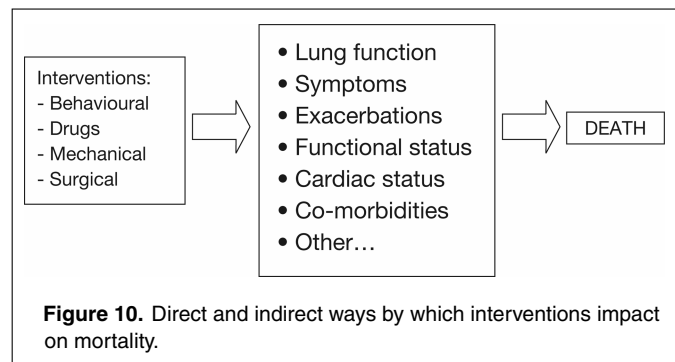 Interventions:
- Behavioural
- Drugs
- Mechanical
- Surgical
• Lung function
• Symptoms
• Exacerbations
• Functional status
• Cardiac status
• Co-morbidities
• Other…
DEATH
Figure 10. Direct and indirect ways by which interventions impact
on mortality.